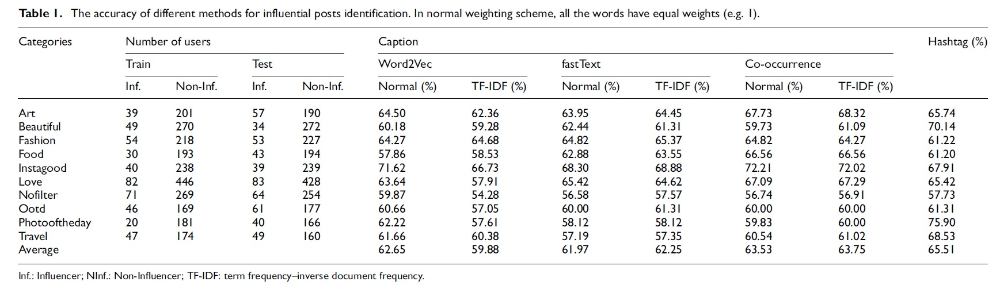 Table 1. The accuracy of different methods for influential posts identification. In normal weighting scheme, all the words have equal weights (e.g. 1).
Categories Number of users Caption Hashtag (%)
Train Test Word2Vec fastText Co-occurrence
Inf. Non-Inf. Inf. Non-Inf. Normal (%) TF-IDF (%) Normal (%) TF-IDF (%) Normal (%) TF-IDF (%)
Art 39 201 57 190 64.50 62.36 63.95 64.45 67.73 68.32 65.74
Beautiful 49 270 34 272 60.18 59.28 62.44 61.31 59.73 61.09 70.14
Fashion 54 218 53 227 64.27 64.68 64.82 65.37 64.82 64.27 61.22
Food 30 193 43 194 57.86 58.53 62.88 63.55 66.56 66.56 61.20
Instagood 40 238 39 239 71.62 66.73 68.30 68.88 72.21 72.02 67.91
Love 82 446 83 428 63.64 57.91 65.42 64.62 67.09 67.29 65.42
Nofilter 71 269 64 254 59.87 54.28 56.58 57.57 56.74 56.91 57.73
Ootd 46 169 61 177 60.66 57.05 60.00 61.31 60.00 60.00 61.31
Photooftheday 20 181 40 166 62.22 57.61 58.12 58.12 59.83 60.00 75.90
Travel 47 174 49 160 61.66 60.38 57.19 57.35 60.54 61.02 68.53
Average 62.65 59.88 61.97 62.25 63.53 63.75 65.51
Inf.: Influencer; NInf.: Non-Influencer; TF-IDF: term frequency–inverse document frequency.